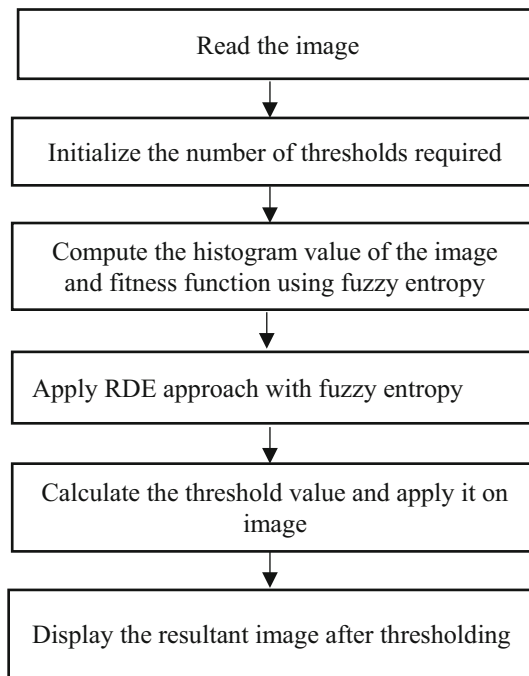 Read the image
Initialize the number of thresholds required
Compute the histogram value of the image
and fitness function using fuzzy entropy
Apply RDE approach with fuzzy entropy
Calculate the threshold value and apply it on
image
Display the resultant image after thresholding